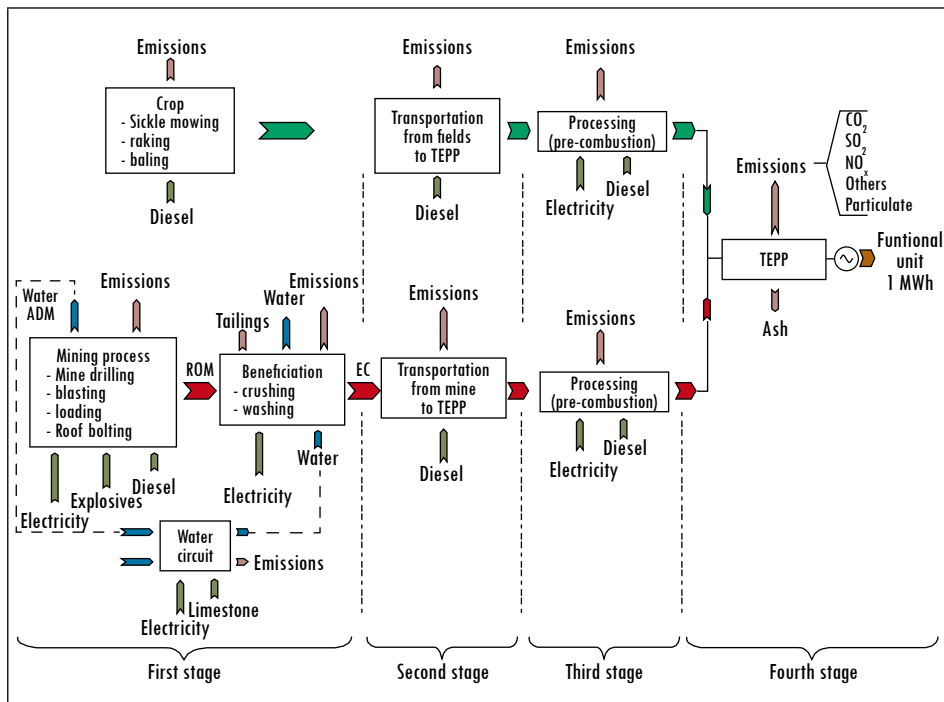 Emissions
Crop
- Sickle mowing
- raking
- baling
Diesel
Emissions
Transportation
from fields
to TEPP
Diesel
Emissions
Processing
(pre-combustion)
Electricity
Diesel
Emissions
CO2
SO2
NOx
Others
Particulate
TEPP
Ash
Funtional
unit
1 MWh
Water
ADM
Emissions
Mining process
- Mine drilling
- blasting
- loading
- Roof bolting
Electricity
Explosives
Diesel
ROM
Tailings
Water
Emissions
Beneficiation
- crushing
- washing
Electricity
Water
EC
Emissions
Transportation
from mine
to TEPP
Diesel
Emissions
Processing
(pre-combustion)
Electricity
Diesel
Water
circuit
Emissions
Limestone
Electricity
First stage
Second stage
Third stage
Fourth stage